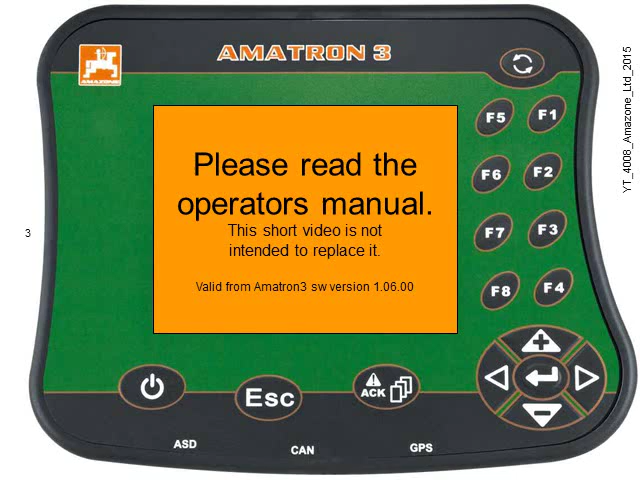 AMATRON 3
AMAZONE
YT_4008_Amazone_Ltd_2015
F5
F1
F6
F2
Please read the
operators manual.
This short video is not
intended to replace it.
Valid from Amatron3 sw version 1.06.00
3
F7
F3
F8
F4
Esc
ACK
ASD
CAN
GPS